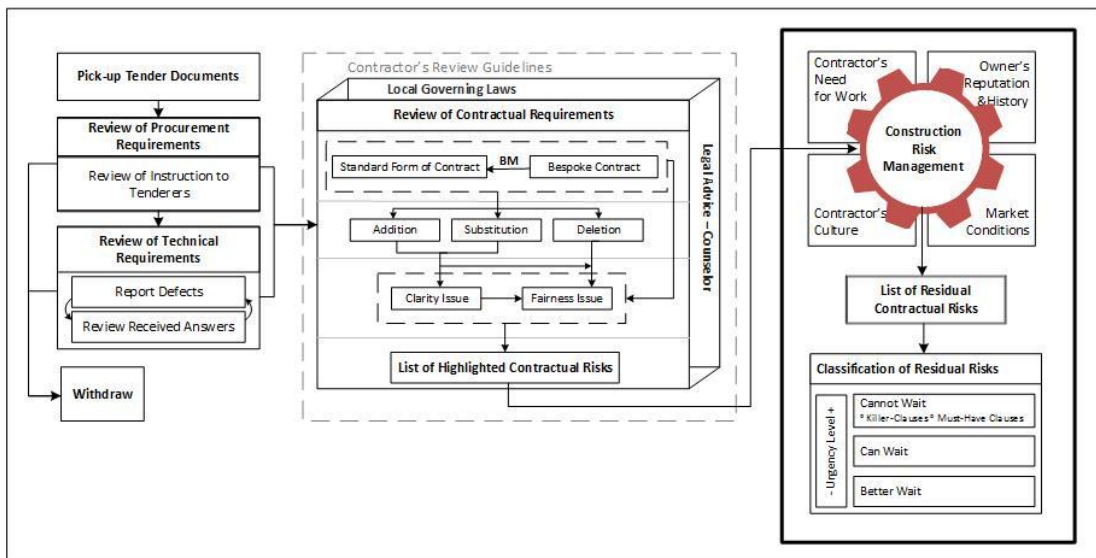 Pick-up Tender Documents
Review of Procurement
Requirements
Review of Instruction to
Tenderers
Review of Technical
Requirements
Report Defects
Review Received Answers
Withdraw
Contractor's Review Guidelines
Local Governing Laws
Review of Contractual Requirements
Standard Form of Contract
BM
Bespoke Contract
Addition
Substitution
Deletion
Clarity Issue
Fairness Issue
List of Highlighted Contractual Risks
Legal Advice – Counselor
Contractor's
Need
for Work
Owner's
Reputation
&History
Construction
Risk
Management
Contractor's
Culture
Market
Conditions
List of Residual
Contractual Risks
Classification of Residual Risks
- Urgency Level +
Cannot Wait
* Killer-Clauses * Must-Have Clauses
Can Wait
Better Wait